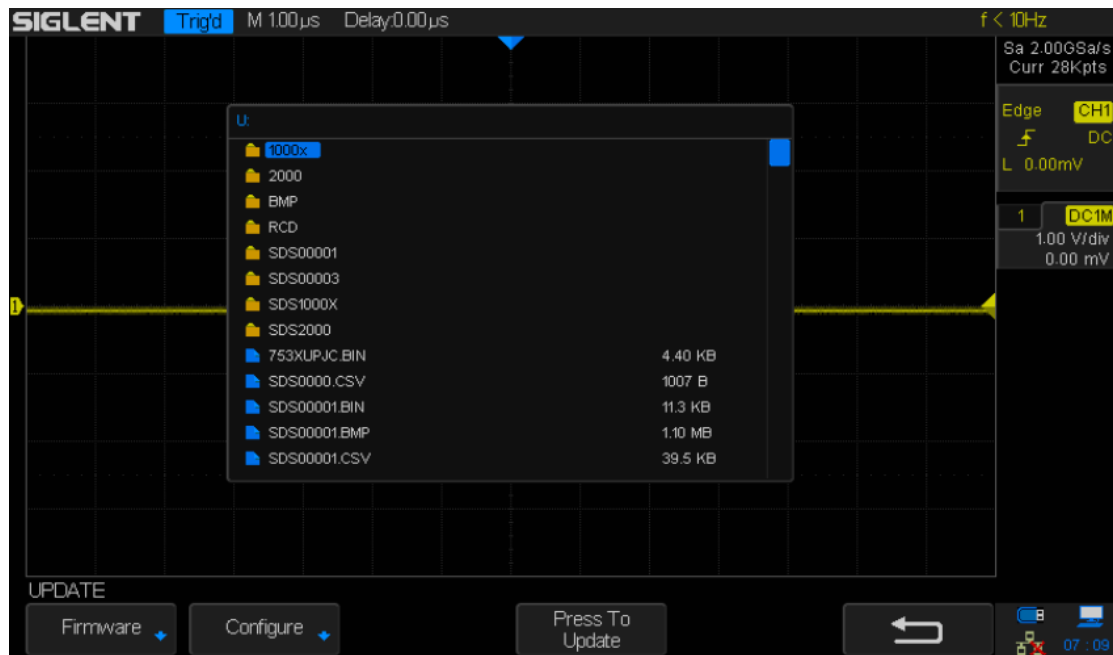 SIGLENT Trig'd M 1.00µs Delay:0.00µs f < 10Hz
Sa 2.00GSa/s
Curr 28Kpts
Edge CH1
DC
L 0.00mV
1 DC1M
1.00 V/div
0.00 mV
U:
1000x
2000
BMP
RCD
SDS00001
SDS00003
SDS1000X
SDS2000
753XUPJC.BIN 4.40 KB
SDS0000.CSV 1007 B
SDS00001.BIN 11.3 KB
SDS00001.BMP 1.10 MB
SDS00001.CSV 39.5 KB
1
UPDATE
Firmware Configure Press To
Update
07 : 09